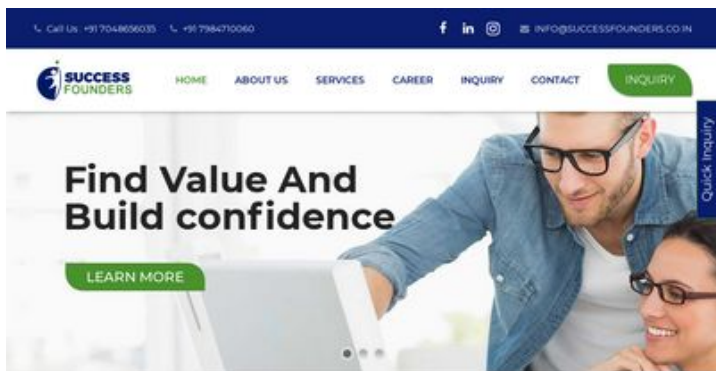 Call Us +91 7048656035 +91 7984710060 INFO@SUCCESSFOUNDERS.CO.IN
SUCCESS
FOUNDERS
HOME ABOUT US SERVICES CAREER INQUIRY CONTACT INQUIRY
Quick Inquiry
Find Value And
Build confidence
LEARN MORE